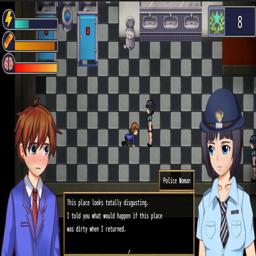 8
Police Woman
This place looks totally disgusting.
I told you what would happen if this place
was dirty when I returned.